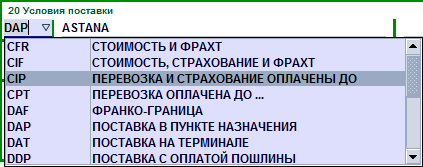 20 Условия поставки
DAP ASTANA
CFR СТОИМОСТЬ И ФРАХТ
CIF СТОИМОСТЬ, СТРАХОВАНИЕ И ФРАХТ
CIP ПЕРЕВОЗКА И СТРАХОВАНИЕ ОПЛАЧЕНЫ ДО
CPT ПЕРЕВОЗКА ОПЛАЧЕНА ДО ...
DAF ФРАНКО-ГРАНИЦА
DAP ПОСТАВКА В ПУНКТЕ НАЗНАЧЕНИЯ
DAT ПОСТАВКА НА ТЕРМИНАЛЕ
DDP ПОСТАВКА С ОПЛАТОЙ ПОШЛИНЫ